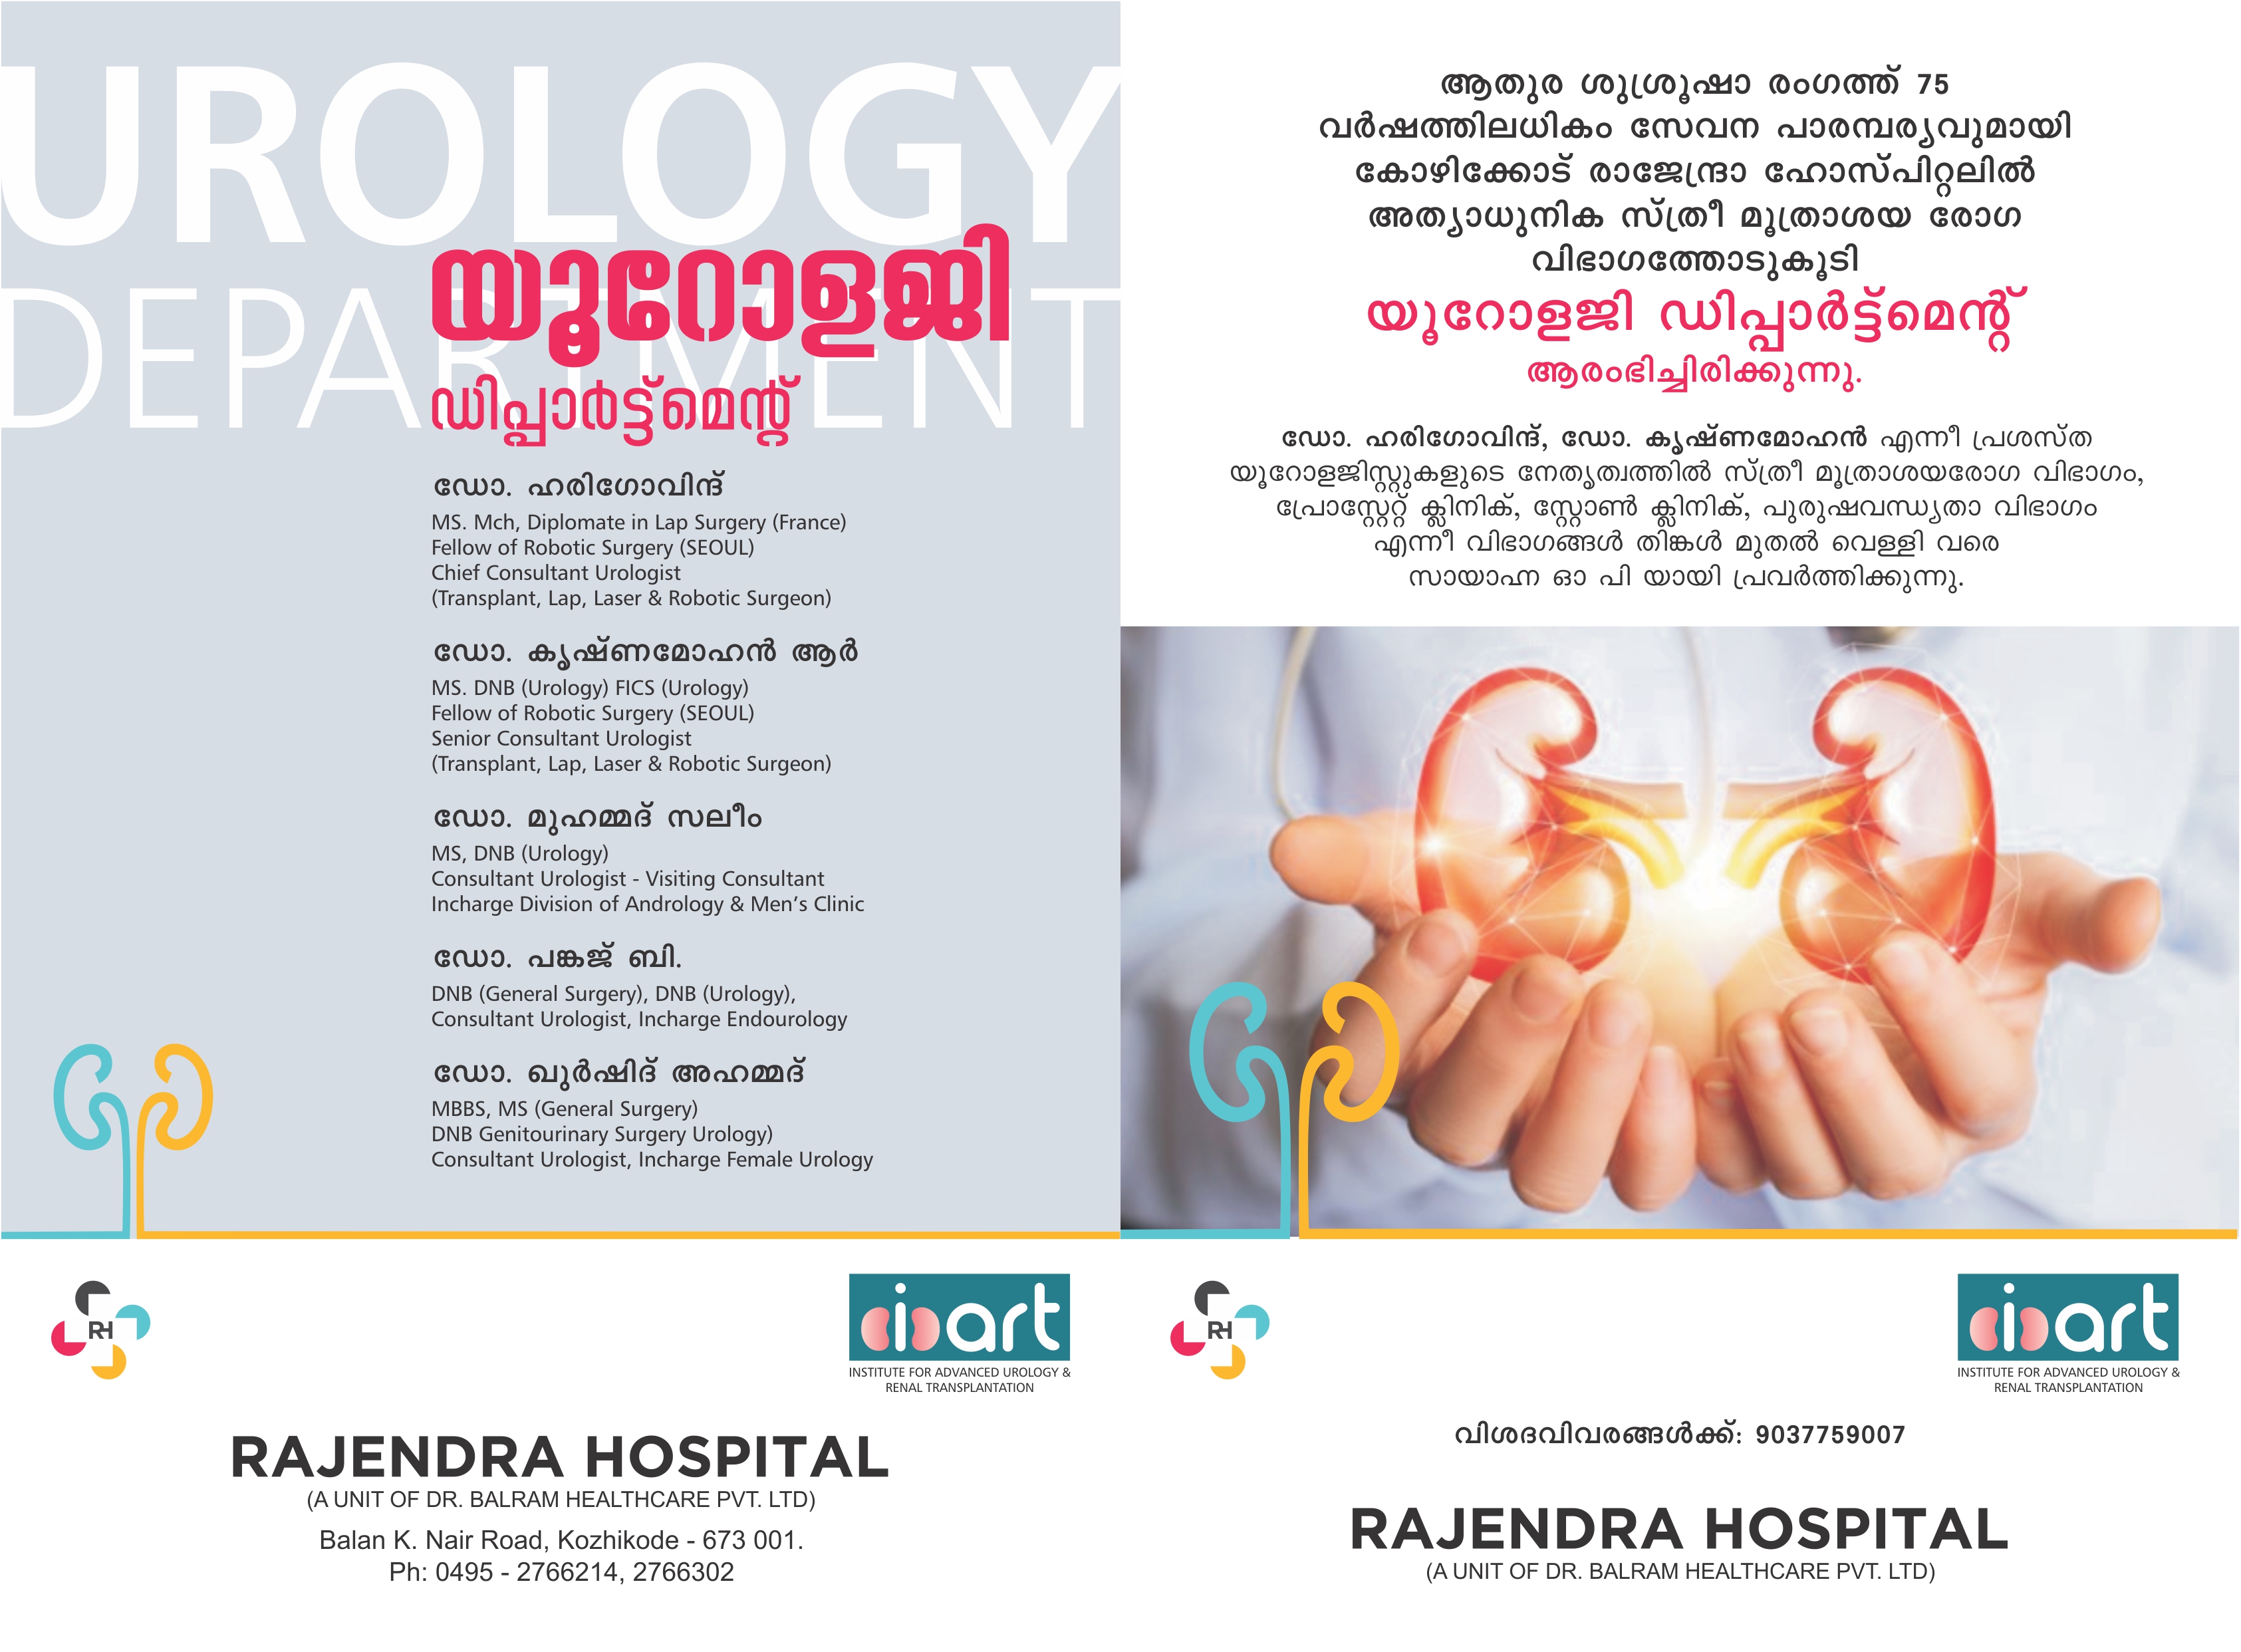 UROLOGY
DEPARTMENT
യൂറോളജി
ഡിപ്പാർട്ട്മെന്റ്
ഡോ. ഹരിഗോവിന്ദ്
MS. Mch, Diplomate in Lap Surgery (France)
Fellow of Robotic Surgery (SEOUL)
Chief Consultant Urologist
(Transplant, Lap, Laser & Robotic Surgeon)
ഡോ. കൃഷ്ണമോഹൻ ആർ
MS. DNB (Urology) FICS (Urology)
Fellow of Robotic Surgery (SEOUL)
Senior Consultant Urologist
(Transplant, Lap, Laser & Robotic Surgeon)
ഡോ. മുഹമ്മദ് സലീം
MS, DNB (Urology)
Consultant Urologist - Visiting Consultant
Incharge Division of Andrology & Men's Clinic
ഡോ. പങ്കജ് ബി.
DNB (General Surgery), DNB (Urology),
Consultant Urologist, Incharge Endourology
ഡോ. ഖുർഷിദ് അഹമ്മദ്
MBBS, MS (General Surgery)
DNB Genitourinary Surgery Urology)
Consultant Urologist, Incharge Female Urology
RH
art
INSTITUTE FOR ADVANCED UROLOGY &
RENAL TRANSPLANTATION
RAJENDRA HOSPITAL
(A UNIT OF DR. BALRAM HEALTHCARE PVT. LTD)
Balan K. Nair Road, Kozhikode - 673 001.
Ph: 0495 - 2766214, 2766302
ആതുര ശുശ്രൂഷാ രംഗത്ത് 75
വർഷത്തിലധികം സേവന പാരമ്പര്യവുമായി
കോഴിക്കോട് രാജേന്ദ്രാ ഹോസ്പിറ്റലിൽ
അത്യാധുനിക സ്ത്രീ മൂത്രാശയ രോഗ
വിഭാഗത്തോടുകൂടി
യൂറോളജി ഡിപ്പാർട്ട്മെന്റ്
ആരംഭിച്ചിരിക്കുന്നു.
ഡോ. ഹരിഗോവിന്ദ്, ഡോ. കൃഷ്ണമോഹൻ എന്നീ പ്രശസ്ത
യൂറോളജിസ്റ്റുകളുടെ നേതൃത്വത്തിൽ സ്ത്രീ മൂത്രാശയരോഗ വിഭാഗം,
പ്രോസ്റ്റേറ്റ് ക്ലിനിക്, സ്റ്റോൺ ക്ലിനിക്, പുരുഷവന്ധ്യതാ വിഭാഗം
എന്നീ വിഭാഗങ്ങൾ തിങ്കൾ മുതൽ വെള്ളി വരെ
സായാഹ്ന ഓ പി യായി പ്രവർത്തിക്കുന്നു.
RH
art
INSTITUTE FOR ADVANCED UROLOGY &
RENAL TRANSPLANTATION
വിശദവിവരങ്ങൾക്ക്: 9037759007
RAJENDRA HOSPITAL
(A UNIT OF DR. BALRAM HEALTHCARE PVT. LTD)